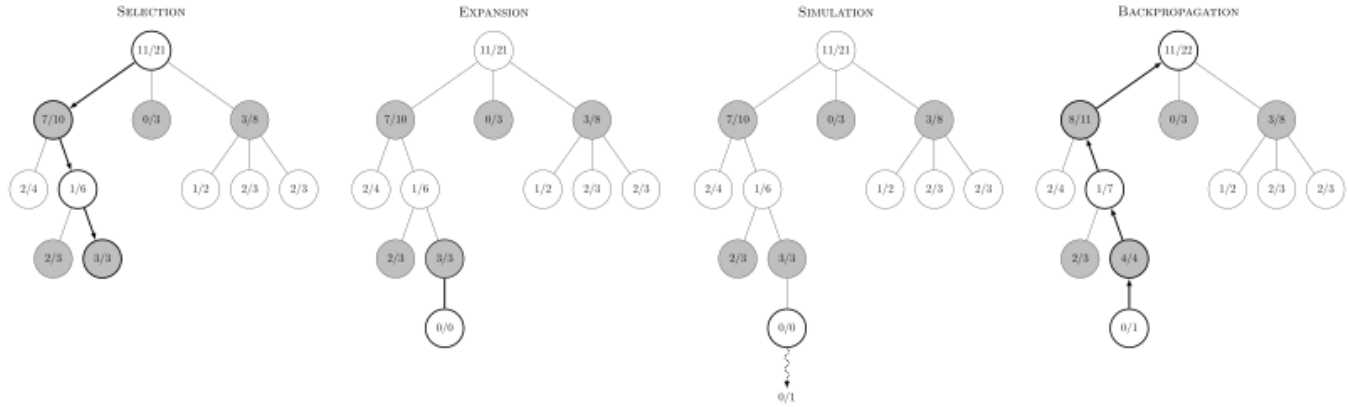 SELECTION EXPANSION SIMULATION BACKPROPAGATION
11/21 11/21 11/21 11/22
7/10 0/3 3/8 7/10 0/3 3/8 7/10 0/3 3/8 8/11 0/3 3/8
2/4 1/6 1/2 2/3 2/3 2/4 1/6 1/2 2/3 2/3 2/4 1/6 1/2 2/3 2/3 2/4 1/7 1/2 2/3 2/3
2/3 3/3 2/3 3/3 2/3 3/3 2/3 4/4
0/0 0/0 0/1
0/1